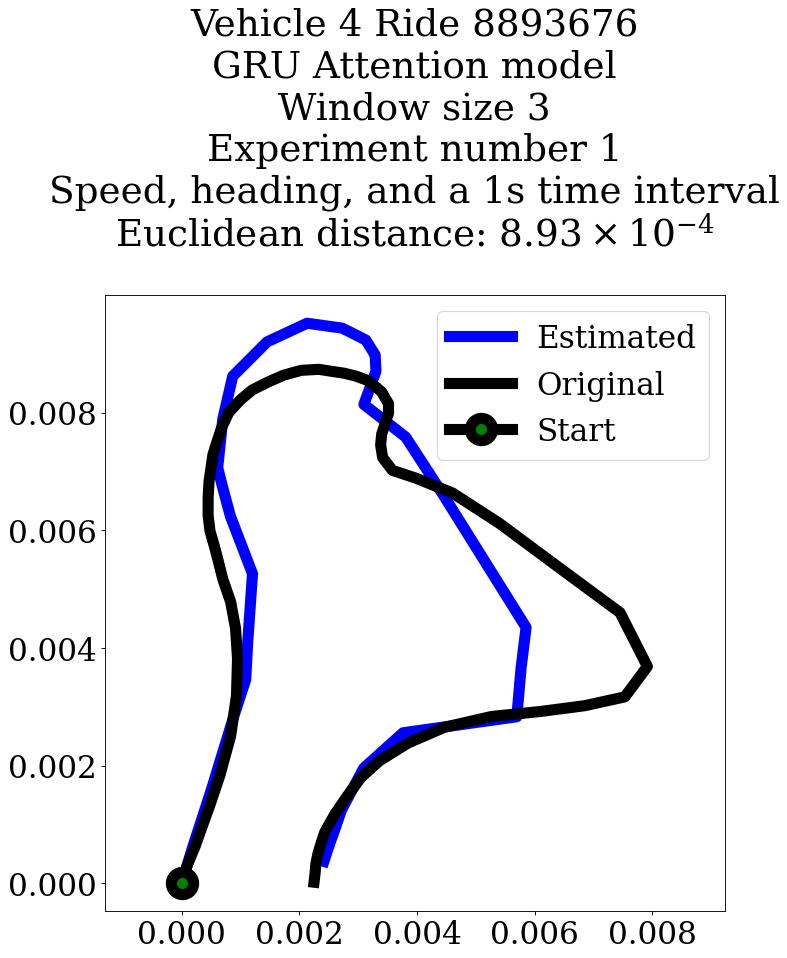 Vehicle 4 Ride 8893676
GRU Attention model
Window size 3
Experiment number 1
Speed, heading, and a 1s time interval
Euclidean distance: 8.93 × 10⁻⁴
Estimated
Original
Start
0.008
0.006
0.004
0.002
0.000
0.000 0.002 0.004 0.006 0.008